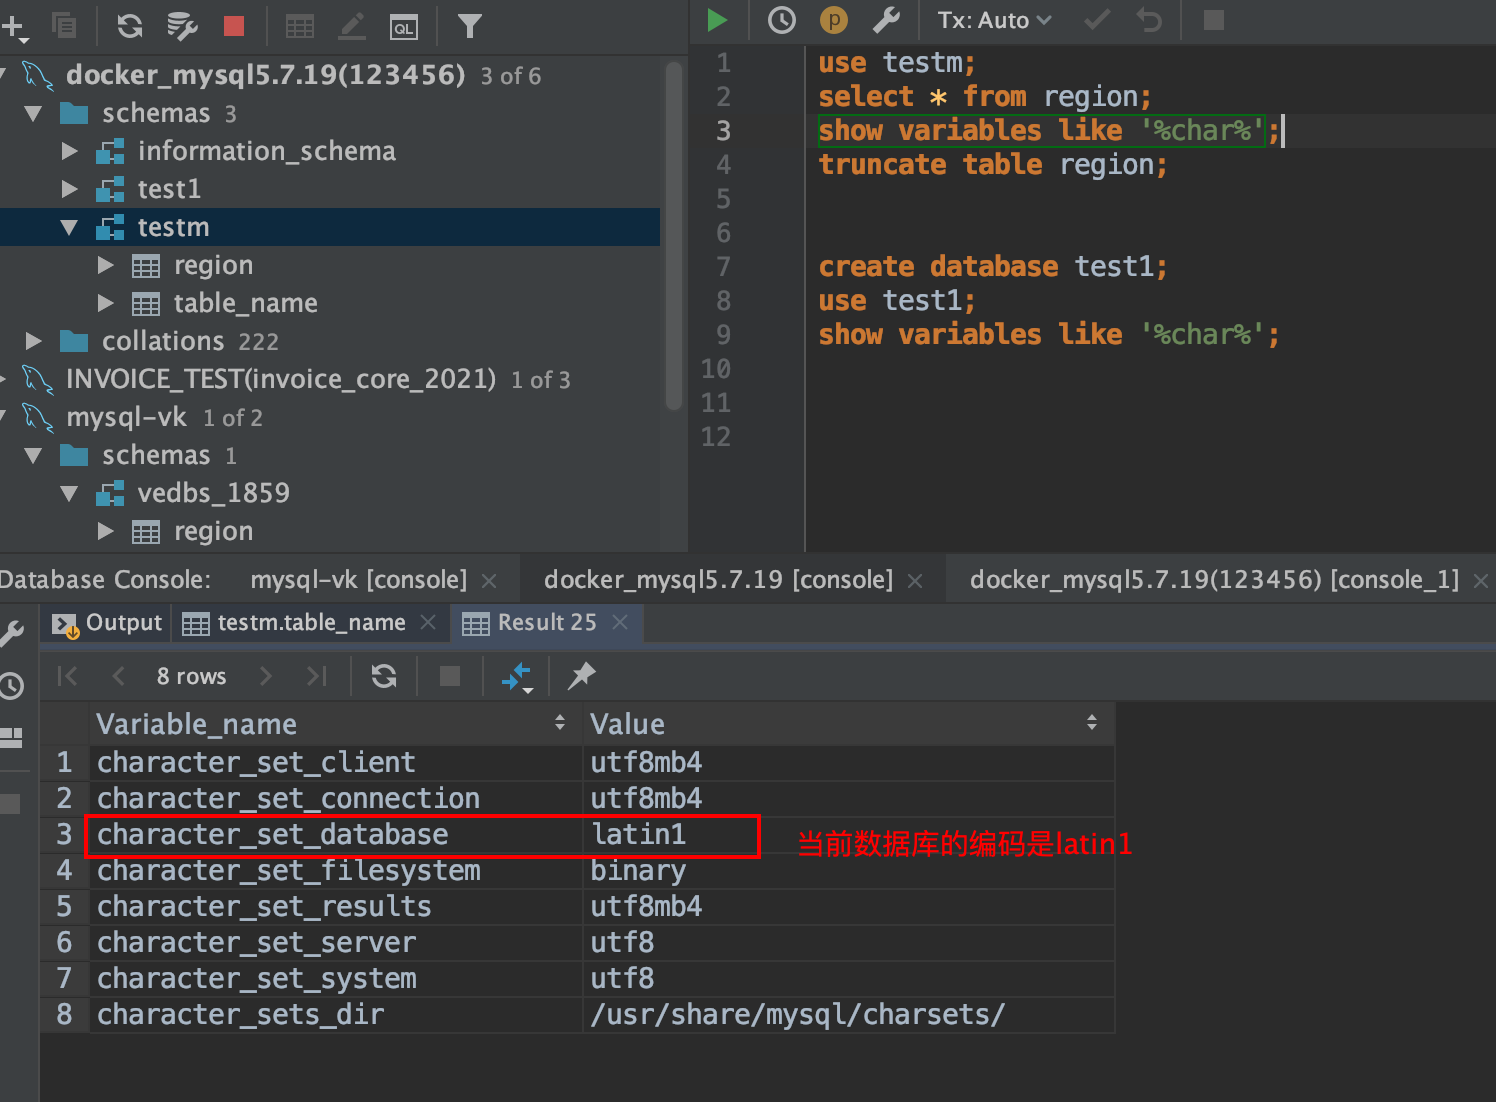 QL
p
Tx: Auto
docker_mysql5.7.19(123456) 3 of 6
schemas 3
information_schema
test1
testm
region
table_name
collations 222
INVOICE_TEST(invoice_core_2021) 1 of 3
mysql-vk 1 of 2
schemas 1
vedbs_1859
region
1 use testm;
2 select * from region;
3 show variables like '%char%';
4 truncate table region;
5
6
7 create database test1;
8 use test1;
9 show variables like '%char%';
10
11
12
Database Console: mysql-vk [console] docker_mysql5.7.19 [console] docker_mysql5.7.19(123456) [console_1]
Output testm.table_name Result 25
8 rows
Variable_name Value
1 character_set_client utf8mb4
2 character_set_connection utf8mb4
3 character_set_database latin1 当前数据库的编码是latin1
4 character_set_filesystem binary
5 character_set_results utf8mb4
6 character_set_server utf8
7 character_set_system utf8
8 character_sets_dir /usr/share/mysql/charsets/